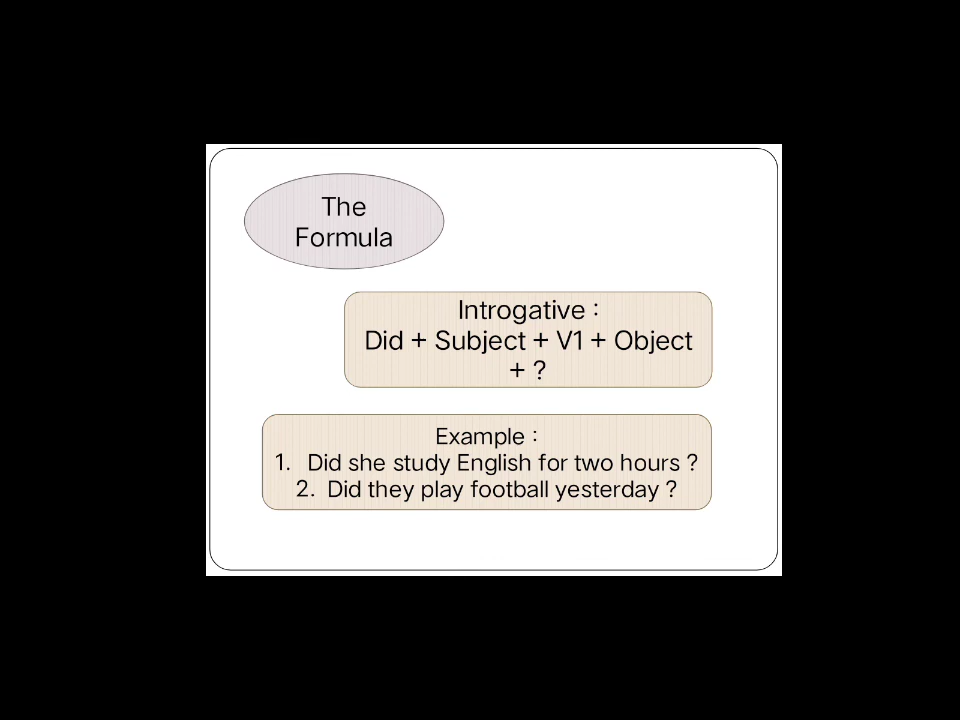 The
Formula
Introgative :
Did + Subject + V1 + Object
+ ?
Example :
1. Did she study English for two hours ?
2. Did they play football yesterday ?